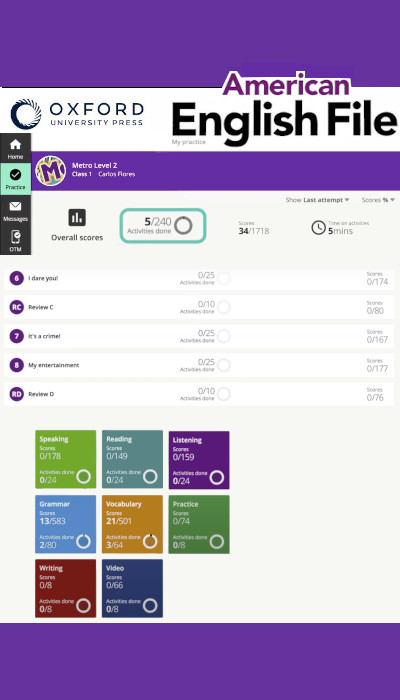 American
OXFORD
UNIVERSITY PRESS
English File
My practice
Home
Metro Level 2
Class 1 Carlos Flores
Practice
Show Last attempt ▼ Scores % ▼
Messages
OTM
Overall scores
5/240
Activities done
Scores
34/1718
Time on activities
5mins
6 I dare you! 0/25 Activities done Scores 0/174
RC Review C 0/10 Activities done Scores 0/80
7 It's a crime! 0/25 Activities done Scores 0/167
8 My entertainment 0/25 Activities done Scores 0/177
RD Review D 0/10 Activities done Scores 0/76
Speaking
Scores
0/178
Activities done
0/24
Reading
Scores
0/149
Activities done
0/24
Listening
Scores
0/159
Activities done
0/24
Grammar
Scores
13/583
Activities done
2/80
Vocabulary
Scores
21/501
Activities done
3/64
Practice
Scores
0/74
Activities done
0/8
Writing
Scores
0/8
Activities done
0/8
Video
Scores
0/66
Activities done
0/8